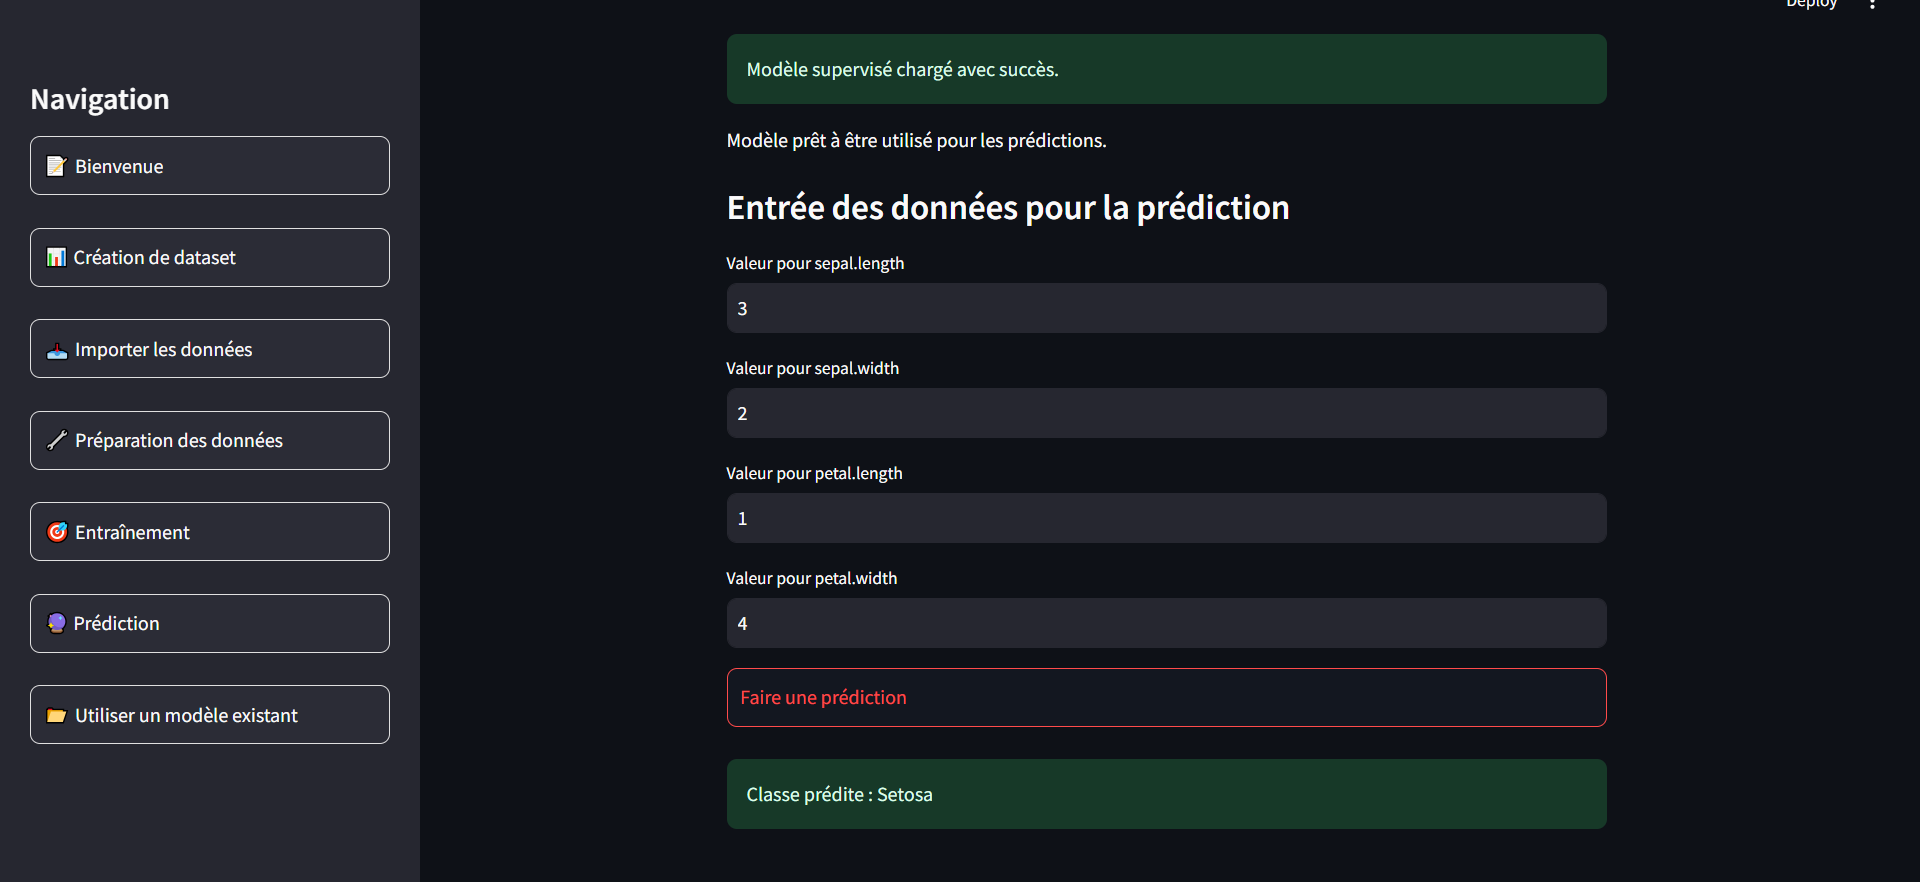 Deploy
Navigation
Bienvenue
Création de dataset
Importer les données
Préparation des données
Entraînement
Prédiction
Utiliser un modèle existant
Modèle supervisé chargé avec succès.
Modèle prêt à être utilisé pour les prédictions.
Entrée des données pour la prédiction
Valeur pour sepal.length
3
Valeur pour sepal.width
2
Valeur pour petal.length
1
Valeur pour petal.width
4
Faire une prédiction
Classe prédite : Setosa